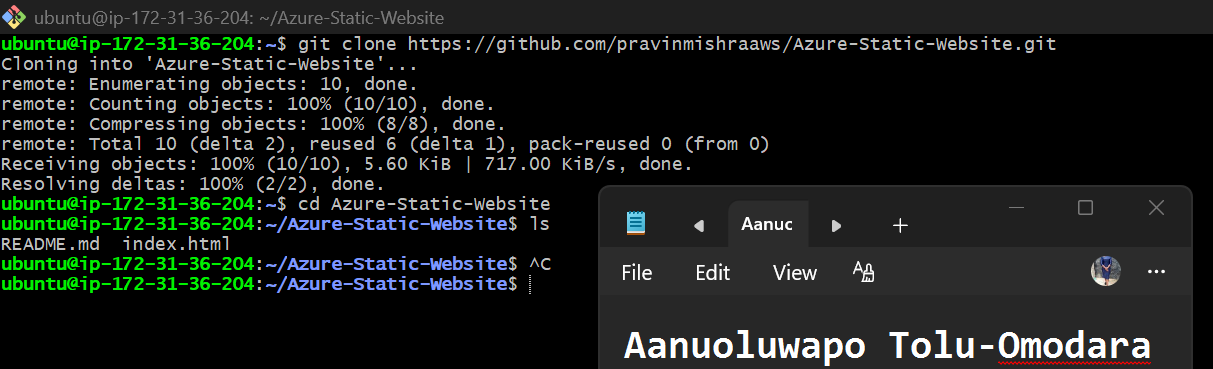 ubuntu@ip-172-31-36-204: ~/Azure-Static-Website
ubuntu@ip-172-31-36-204:~$ git clone https://github.com/pravinmishraaws/Azure-Static-Website.git
Cloning into 'Azure-Static-Website'...
remote: Enumerating objects: 10, done.
remote: Counting objects: 100% (10/10), done.
remote: Compressing objects: 100% (8/8), done.
remote: Total 10 (delta 2), reused 6 (delta 1), pack-reused 0 (from 0)
Receiving objects: 100% (10/10), 5.60 KiB | 717.00 KiB/s, done.
Resolving deltas: 100% (2/2), done.
ubuntu@ip-172-31-36-204:~$ cd Azure-Static-Website
ubuntu@ip-172-31-36-204:~/Azure-Static-Website$ ls
README.md  index.html
ubuntu@ip-172-31-36-204:~/Azure-Static-Website$ ^C
ubuntu@ip-172-31-36-204:~/Azure-Static-Website$
Aanuc
File Edit View
Aanuoluwapo Tolu-Omodara